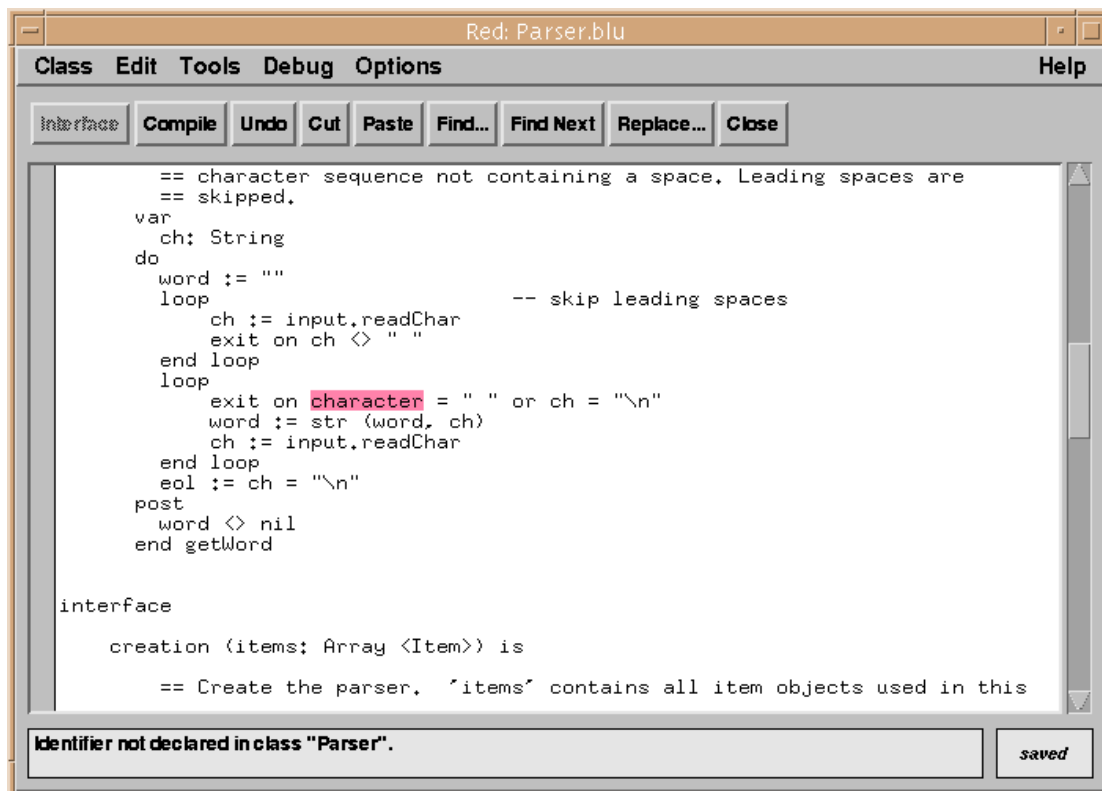 Red: Parser.blu
Class Edit Tools Debug Options Help
Interface Compile Undo Cut Paste Find... Find Next Replace... Close
== character sequence not containing a space. Leading spaces are
== skipped.
var
ch: String
do
word := ""
loop -- skip leading spaces
ch := input.readChar
exit on ch <> " "
end loop
loop
exit on character = " " or ch = "\n"
word := str (word, ch)
ch := input.readChar
end loop
eol := ch = "\n"
post
word <> nil
end getWord
interface
creation (items: Array <Item>) is
== Create the parser. ´items´ contains all item objects used in this
Identifier not declared in class "Parser".
saved